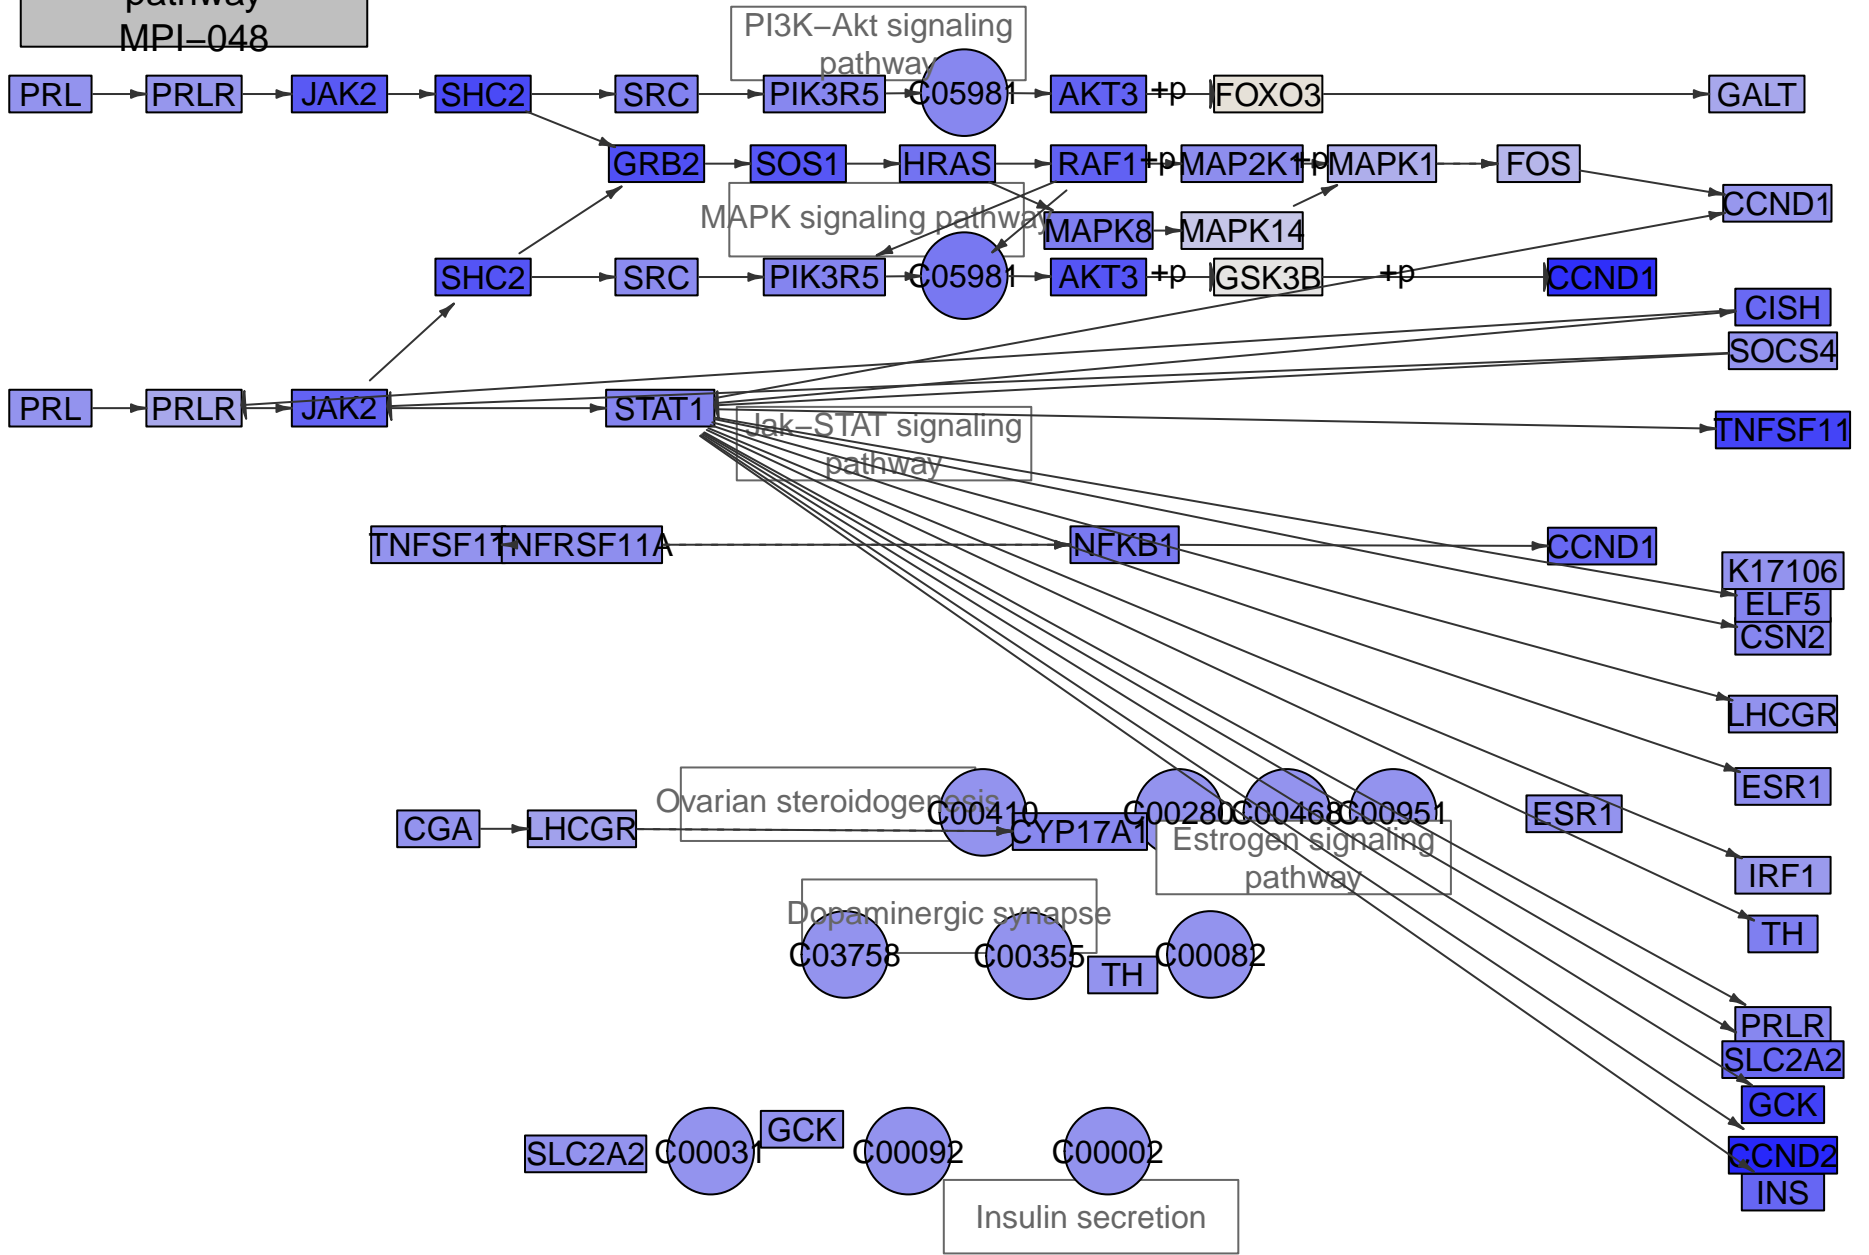 pathway
MPI–048
PI3K–Akt signaling
pathway
PRL
PRLR
JAK2
SHC2
SRC
PIK3R5
C05981
AKT3
+p
FOXO3
GALT
GRB2
SOS1
HRAS
RAF1
+p
MAP2K1
+p
MAPK1
FOS
CCND1
MAPK signaling pathway
MAPK8
MAPK14
SHC2
SRC
PIK3R5
C05981
AKT3
+p
GSK3B
+p
CCND1
CISH
SOCS4
PRL
PRLR
JAK2
STAT1
Jak–STAT signaling
pathway
TNFSF11
TNFSF11
TNFRSF11A
NFKB1
CCND1
K17106
ELF5
CSN2
LHCGR
ESR1
Ovarian steroidogenesis
C00410
C00280
C00468
C00951
ESR1
CGA
LHCGR
CYP17A1
Estrogen signaling
pathway
IRF1
Dopaminergic synapse
TH
C03758
C00355
TH
C00082
PRLR
SLC2A2
GCK
SLC2A2
C00031
GCK
C00092
C00002
CCND2
INS
Insulin secretion